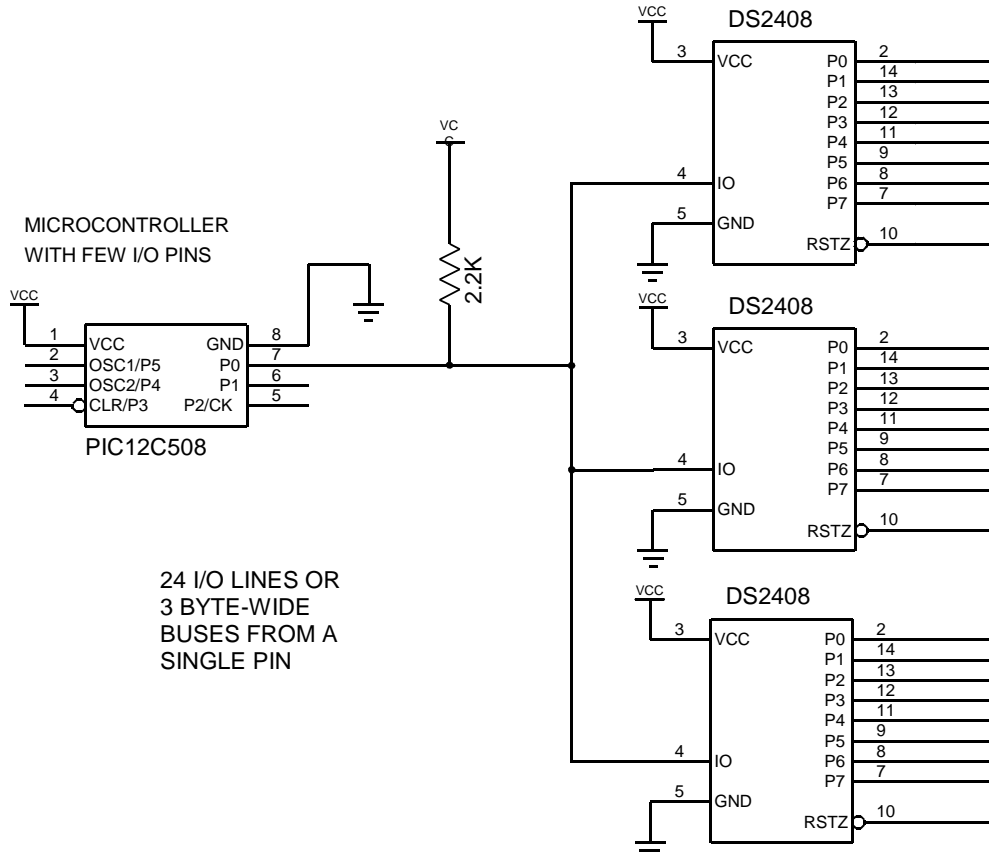 VCC
DS2408
3
VCC
P0
2
P1
14
P2
13
P3
12
P4
11
P5
9
4
IO
P6
8
P7
7
5
GND
RSTZ
10
VC
C
2.2K
MICROCONTROLLER
WITH FEW I/O PINS
VCC
1
VCC
GND
8
2
OSC1/P5
P0
7
3
OSC2/P4
P1
6
4
CLR/P3
P2/CK
5
PIC12C508
VCC
DS2408
3
VCC
P0
2
P1
14
P2
13
P3
12
P4
11
P5
9
4
IO
P6
8
P7
7
5
GND
RSTZ
10
24 I/O LINES OR
3 BYTE-WIDE
BUSES FROM A
SINGLE PIN
VCC
DS2408
3
VCC
P0
2
P1
14
P2
13
P3
12
P4
11
P5
9
4
IO
P6
8
P7
7
5
GND
RSTZ
10